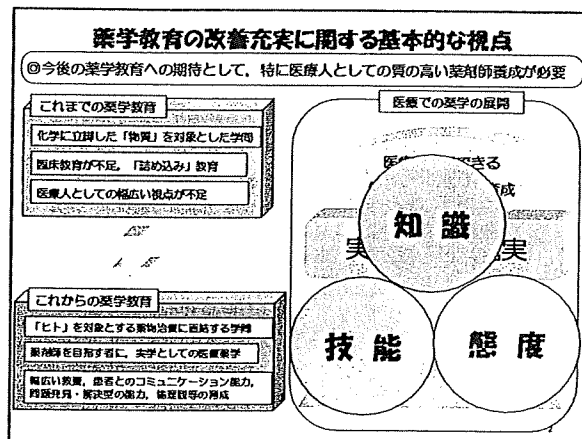 薬学教育の改善充実に関する基本的な視点
◎今後の薬学教育への期待として、特に医療人としての質の高い薬剤師養成が必要
これまでの薬学教育
化学に立脚した「物質」を対象とした学問
臨床教育が不足、「詰め込み」教育
医療人としての幅広い視点が不足
これからの薬学教育
「ヒト」を対象とする薬物治療に直結する学問
薬剤師を目指す者に、実学としての医療薬学
幅広い教養、患者とのコミュニケーション能力、
問題発見・解決型の能力、倫理観等の育成
医療での薬学の展開
できる
成
知 識
実
実
技 能
態 度